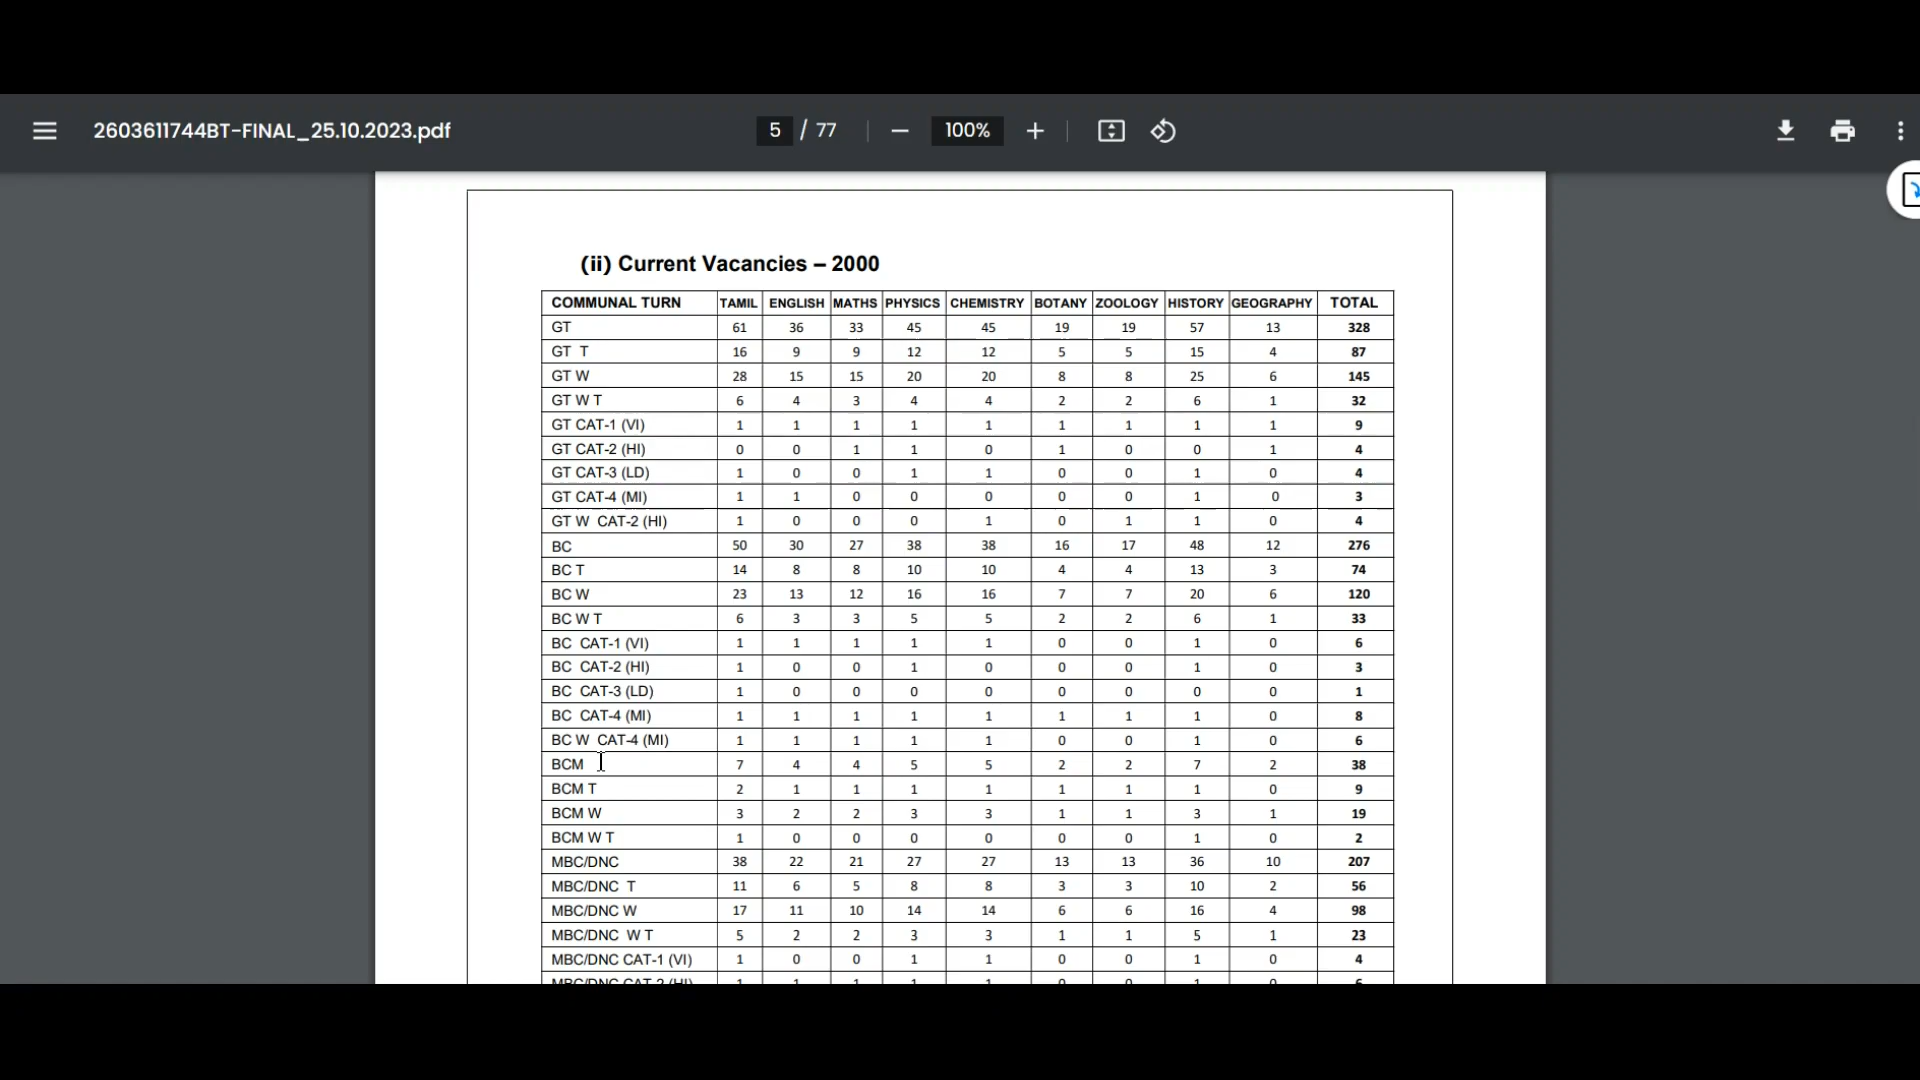 2603611744BT-FINAL_25.10.2023.pdf 5 / 77 100%
(ii) Current Vacancies – 2000
COMMUNAL TURN TAMIL ENGLISH MATHS PHYSICS CHEMISTRY BOTANY ZOOLOGY HISTORY GEOGRAPHY TOTAL
GT 61 36 33 45 45 19 19 57 13 328
GT T 16 9 9 12 12 5 5 15 4 87
GT W 28 15 15 20 20 8 8 25 6 145
GT W T 6 4 3 4 4 2 2 6 1 32
GT CAT-1 (VI) 1 1 1 1 1 1 1 1 1 9
GT CAT-2 (HI) 0 0 1 1 0 1 0 0 1 4
GT CAT-3 (LD) 1 0 0 1 1 0 0 1 0 4
GT CAT-4 (MI) 1 1 0 0 0 0 0 1 0 3
GT W CAT-2 (HI) 1 0 0 0 1 0 1 1 0 4
BC 50 30 27 38 38 16 17 48 12 276
BC T 14 8 8 10 10 4 4 13 3 74
BC W 23 13 12 16 16 7 7 20 6 120
BC W T 6 3 3 5 5 2 2 6 1 33
BC CAT-1 (VI) 1 1 1 1 1 0 0 1 0 6
BC CAT-2 (HI) 1 0 0 1 0 0 0 1 0 3
BC CAT-3 (LD) 1 0 0 0 0 0 0 0 0 1
BC CAT-4 (MI) 1 1 1 1 1 1 1 1 0 8
BC W CAT-4 (MI) 1 1 1 1 1 0 0 1 0 6
BCM 7 4 4 5 5 2 2 7 2 38
BCM T 2 1 1 1 1 1 1 1 0 9
BCM W 3 2 2 3 3 1 1 3 1 19
BCM W T 1 0 0 0 0 0 0 1 0 2
MBC/DNC 38 22 21 27 27 13 13 36 10 207
MBC/DNC T 11 6 5 8 8 3 3 10 2 56
MBC/DNC W 17 11 10 14 14 6 6 16 4 98
MBC/DNC W T 5 2 2 3 3 1 1 5 1 23
MBC/DNC CAT-1 (VI) 1 0 0 1 1 0 0 1 0 4
MBC/DNC CAT-2 (HI) 1 1 1 1 1 0 0 1 0 6